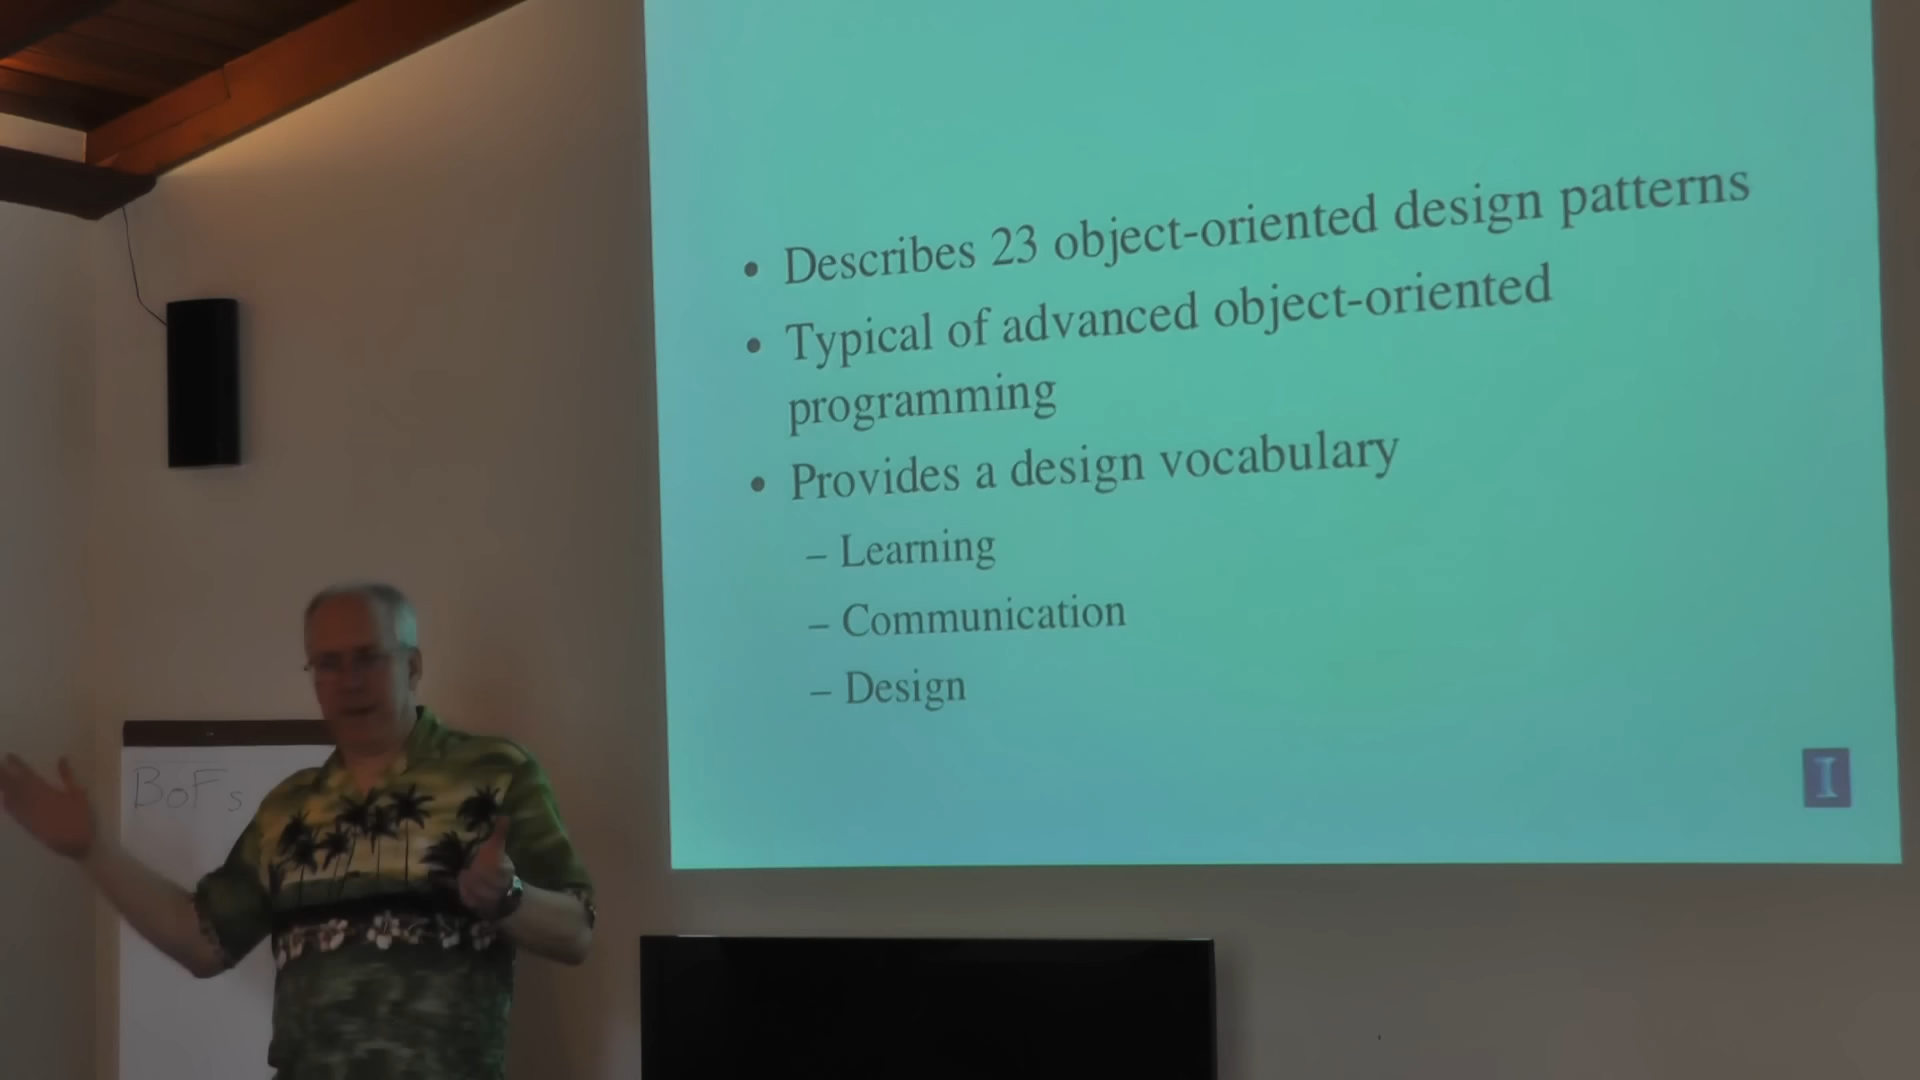 • Describes 23 object-oriented design patterns
• Typical of advanced object-oriented
programming
• Provides a design vocabulary
– Learning
– Communication
– Design
I
BoFs